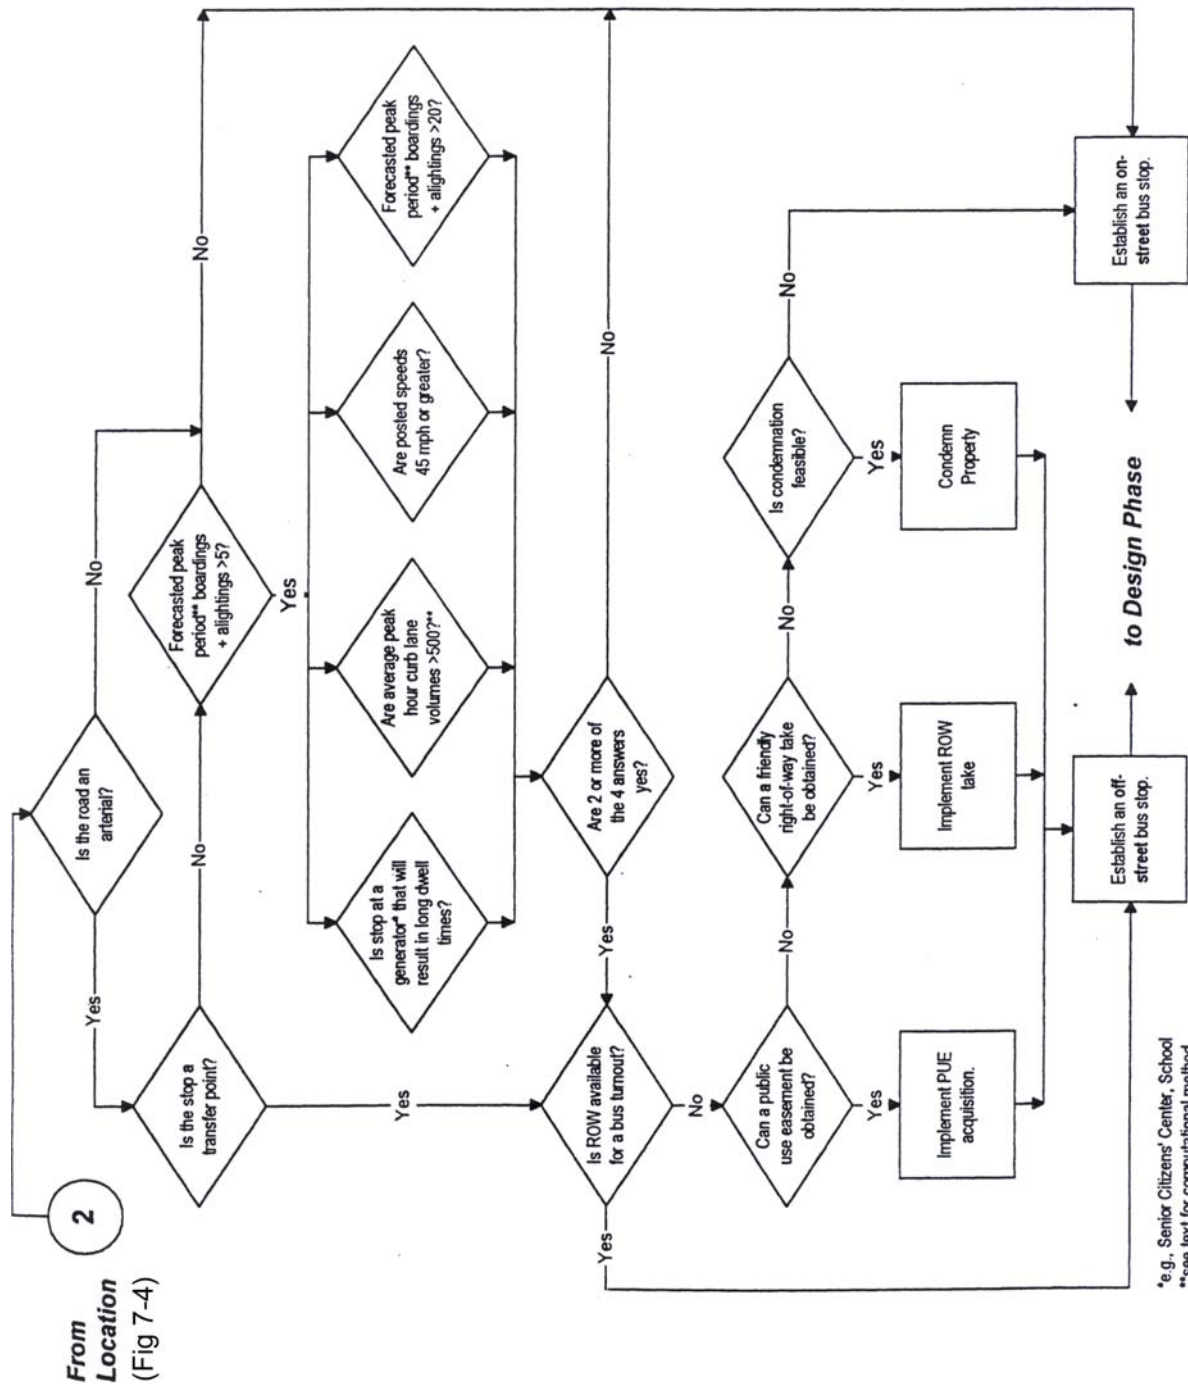 From
Location
(Fig 7-4)
2
Is the road an
arterial?
Yes
No
Is the stop a
transfer point?
No
Yes
Forecasted peak
period** boardings
+ alightings >5?
No
Yes
Is stop at a
generator* that will
result in long dwell
times?
Are average peak
hour curb lane
volumes >500?**
Are posted speeds
45 mph or greater?
Forecasted peak
period** boardings
+ alightings >20?
Are 2 or more of
the 4 answers
yes?
No
Yes
Is ROW available
for a bus turnout?
Yes
No
Can a public
use easement be
obtained?
No
Yes
Can a friendly
right-of-way take
be obtained?
No
Yes
Is condemnation
feasible?
No
Yes
Implement PUE
acquisition.
Implement ROW
take
Condemn
Property
Establish an off-
street bus stop.
to Design Phase
Establish an on-
street bus stop.
*e.g., Senior Citizens' Center, School
**see text for computational method